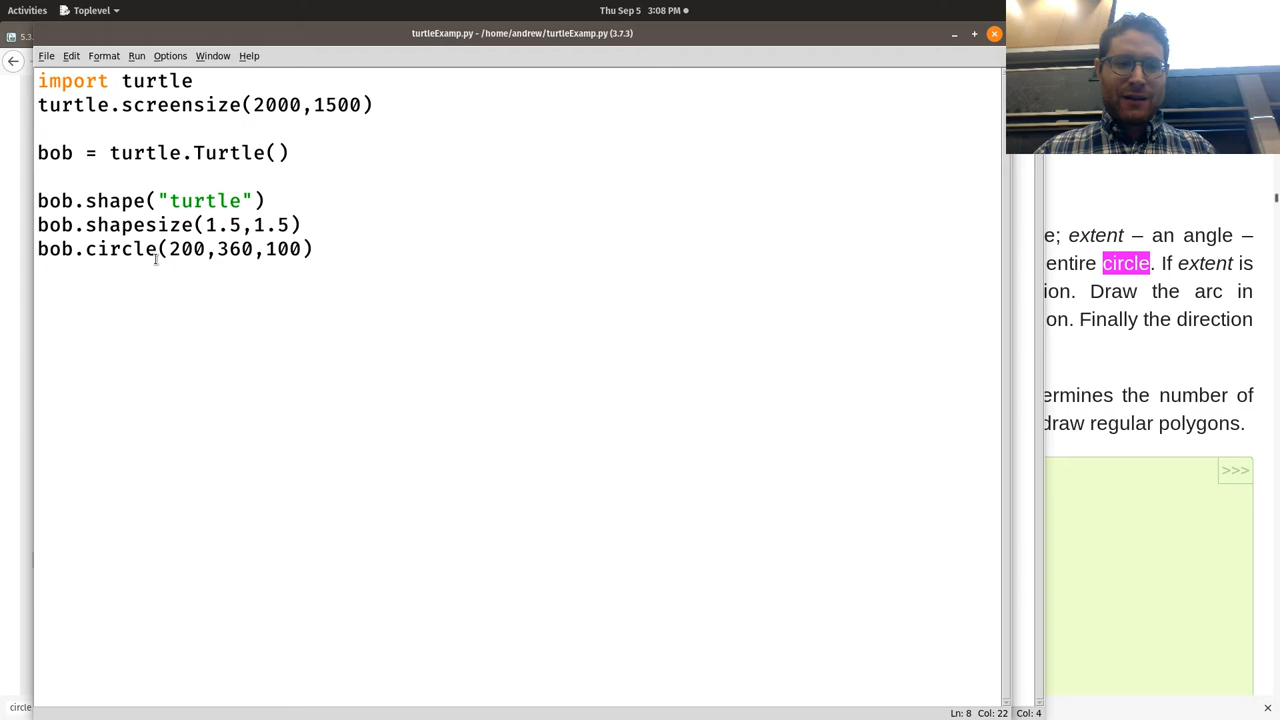 Activities
Toplevel
Thu Sep 5 3:08 PM
5.3
turtleExamp.py - /home/andrew/turtleExamp.py (3.7.3)
File Edit Format Run Options Window Help
import turtle
turtle.screensize(2000,1500)
bob = turtle.Turtle()
bob.shape("turtle")
bob.shapesize(1.5,1.5)
bob.circle(200,360,100)
e; extent – an angle –
entire circle. If extent is
ion. Draw the arc in
on. Finally the direction
ermines the number of
draw regular polygons.
>>>
circle
Ln: 8 Col: 22
Col: 4